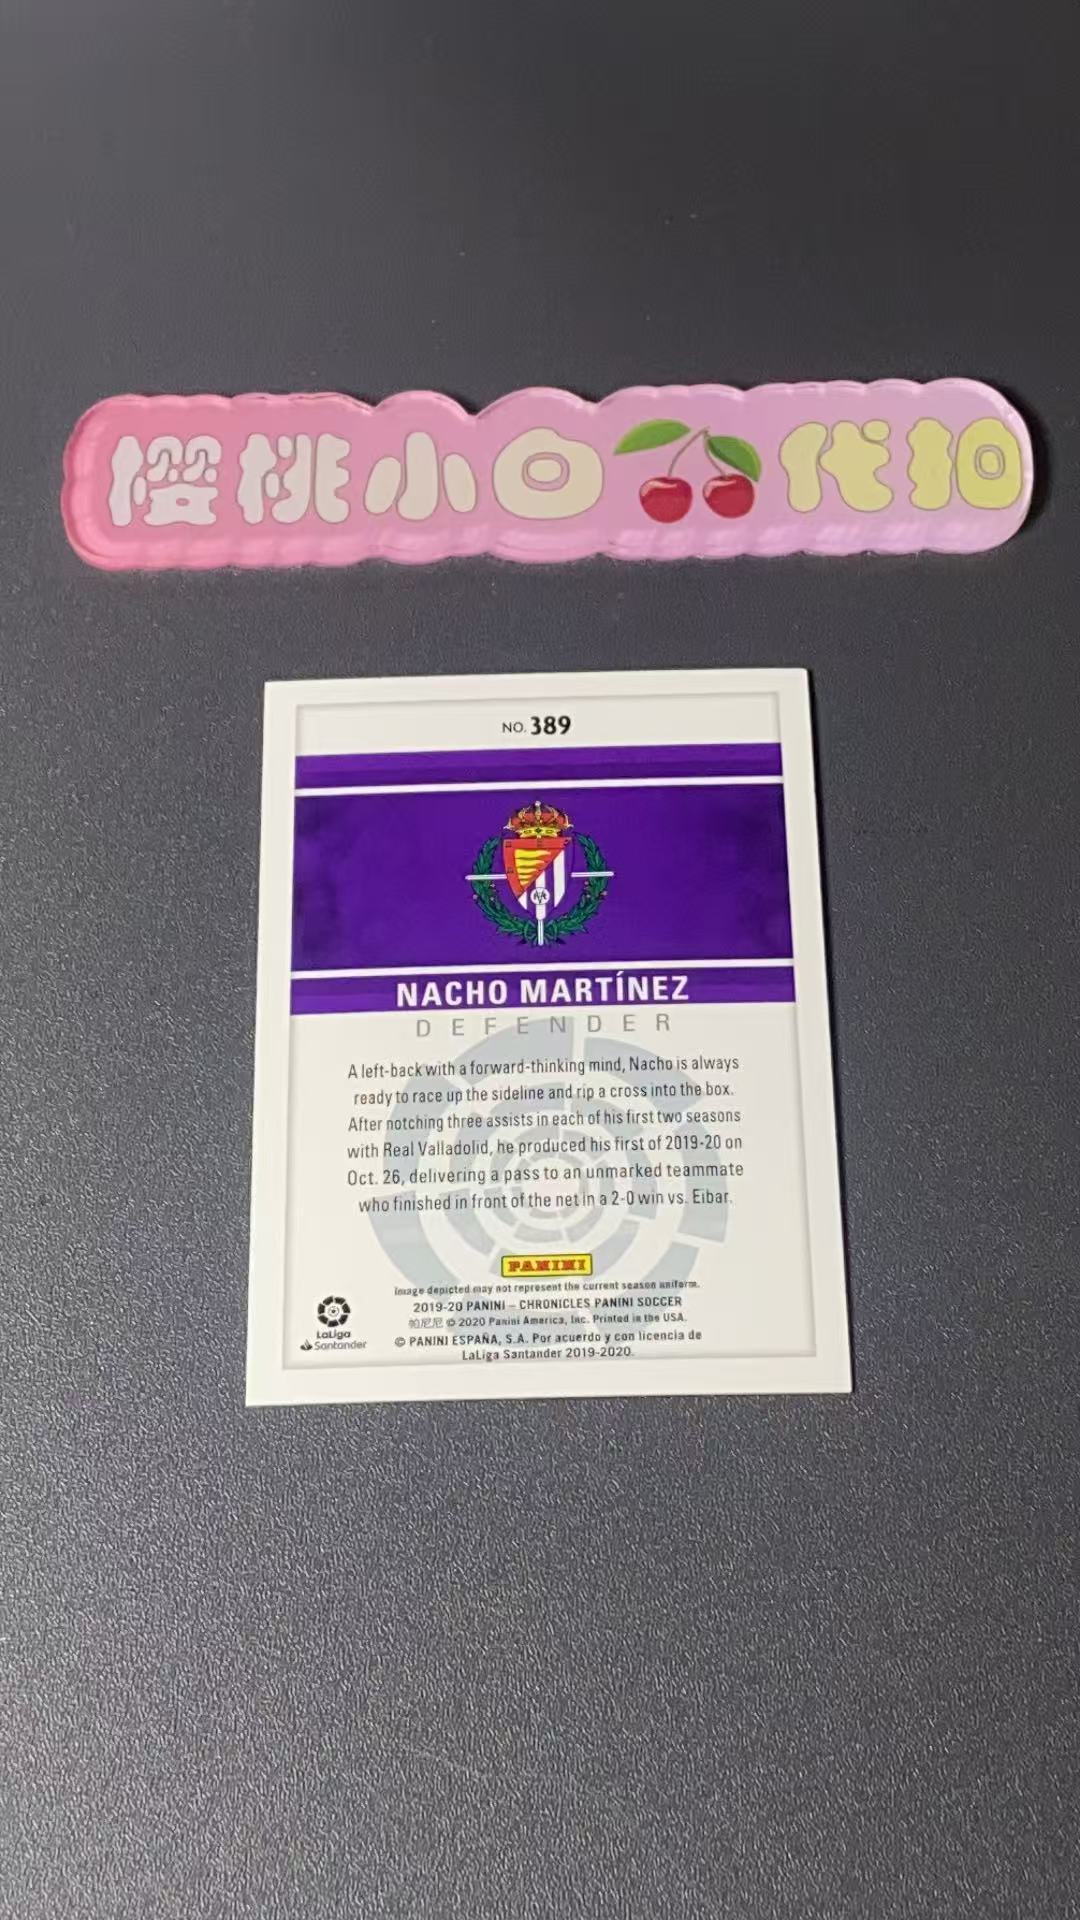 樱桃小口代拍
NO. 389
NACHO MARTÍNEZ
DEFENDER
A left-back with a forward-thinking mind, Nacho is always
ready to race up the sideline and rip a cross into the box.
After notching three assists in each of his first two seasons
with Real Valladolid, he produced his first of 2019-20 on
Oct. 26, delivering a pass to an unmarked teammate
who finished in front of the net in a 2-0 win vs. Eibar.
PANINI
Image depicted may not represent the current season uniform.
2019-20 PANINI – CHRONICLES PANINI SOCCER
帕尼尼 © 2020 Panini America, Inc. Printed in the USA.
© PANINI ESPAÑA, S.A. Por acuerdo y con licencia de
LaLiga Santander 2019-2020.
LaLiga
Santander